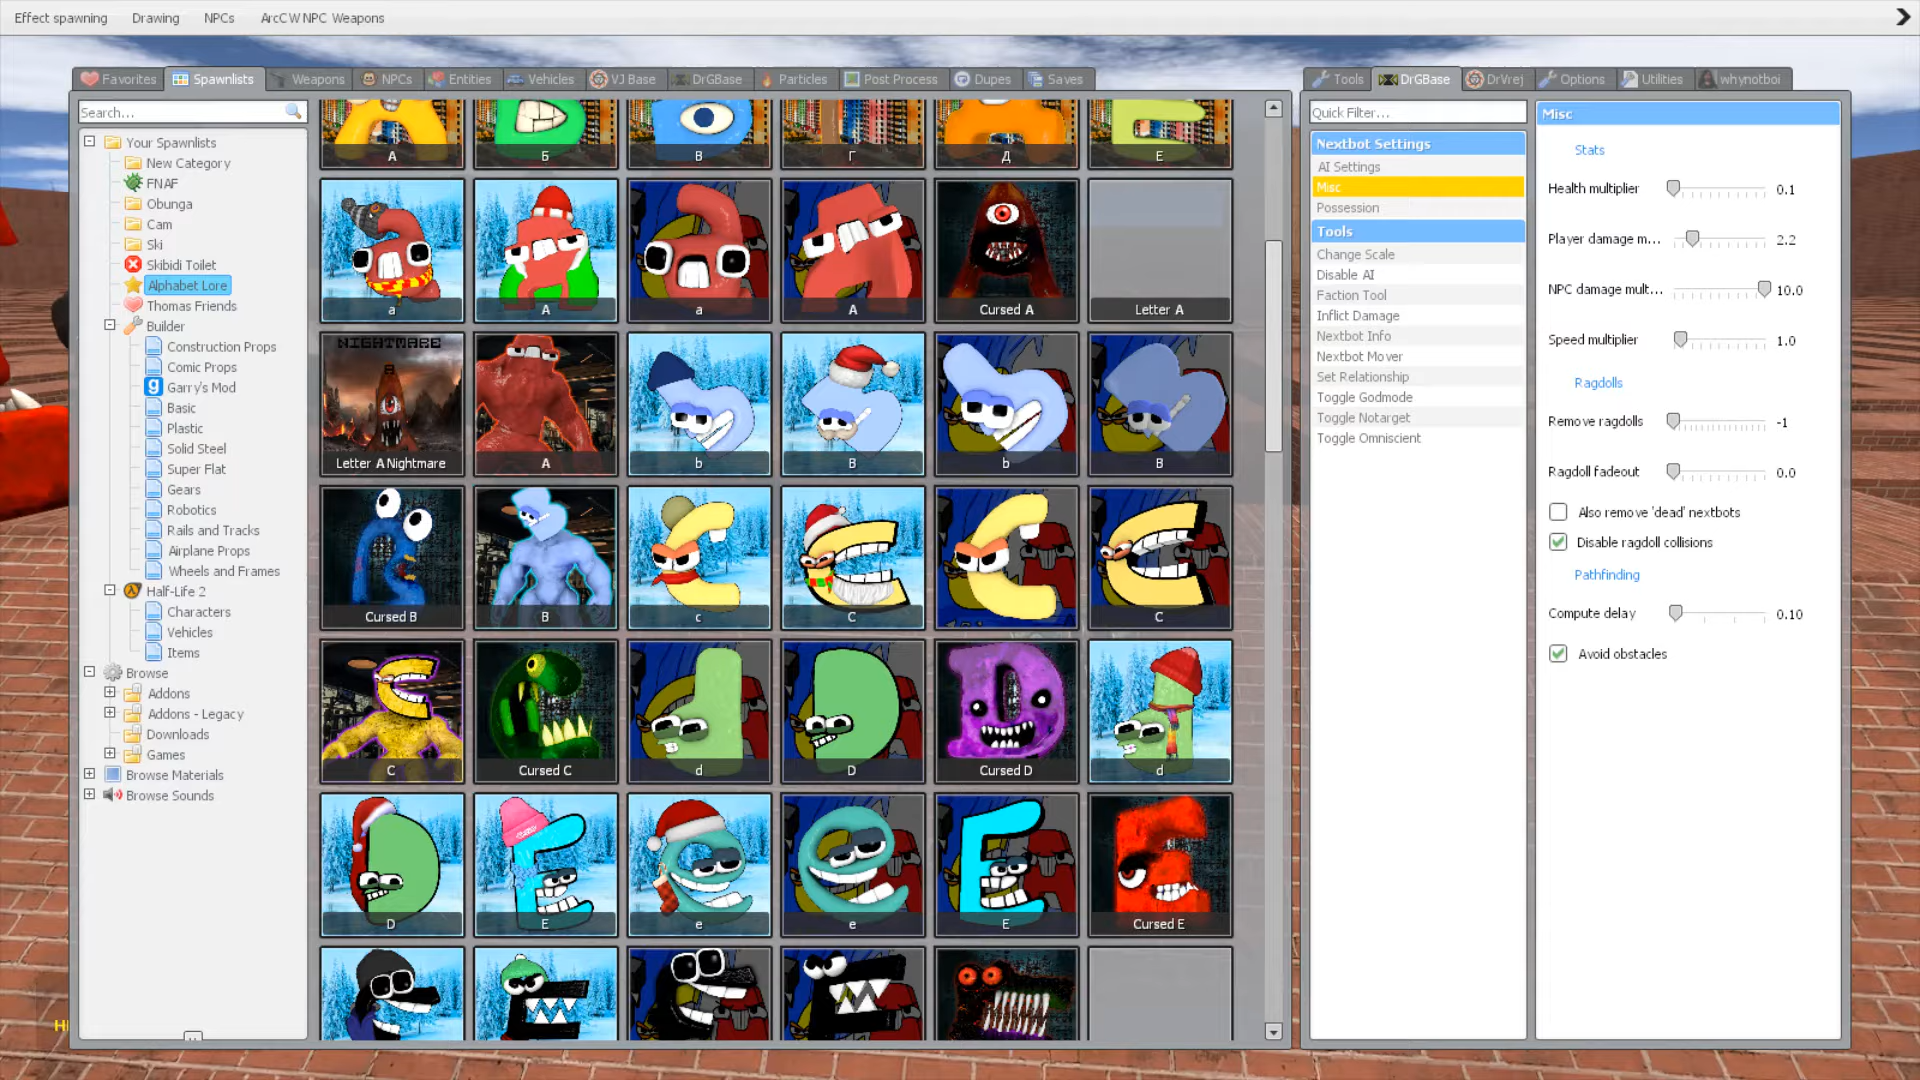 Effect spawning Drawing NPCs ArcCW NPC Weapons
Favorites Spawnlists Weapons NPCs Entities Vehicles VJ Base DrGBase Particles Post Process Dupes Saves
Tools DrGBase DrVrej Options Utilities whynotboi
Search...
Your Spawnlists
New Category
FNAF
Obunga
Cam
Ski
Skibidi Toilet
Alphabet Lore
Thomas Friends
Builder
Construction Props
Comic Props
Garry's Mod
Basic
Plastic
Solid Steel
Super Flat
Gears
Robotics
Rails and Tracks
Airplane Props
Wheels and Frames
Half-Life 2
Characters
Vehicles
Items
Browse
Addons
Addons - Legacy
Downloads
Games
Browse Materials
Browse Sounds
А Б В Г Д Е
a A a A Cursed A Letter A
NIGHTMARE
Letter A Nightmare A b B b B
Cursed B B c C C C
C Cursed C d D Cursed D d
D E e e E Cursed E
Quick Filter...
Nextbot Settings
AI Settings
Misc
Possession
Tools
Change Scale
Disable AI
Faction Tool
Inflict Damage
Nextbot Info
Nextbot Mover
Set Relationship
Toggle Godmode
Toggle Notarget
Toggle Omniscient
Misc
Stats
Health multiplier 0.1
Player damage m... 2.2
NPC damage mult... 10.0
Speed multiplier 1.0
Ragdolls
Remove ragdolls -1
Ragdoll fadeout 0.0
Also remove 'dead' nextbots
Disable ragdoll collisions
Pathfinding
Compute delay 0.10
Avoid obstacles